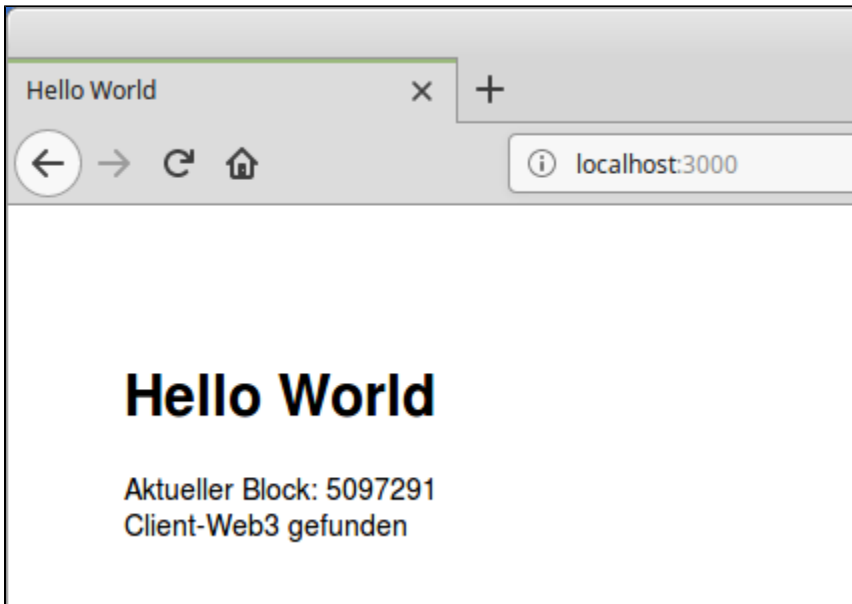 Hello World
localhost:3000
Hello World
Aktueller Block: 5097291
Client-Web3 gefunden